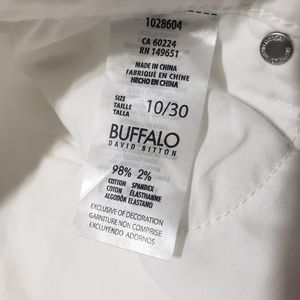 1028604
CA 60224
RN 149651
MADE IN CHINA
FABRIQUÉ EN CHINE
HECHO EN CHINA
SIZE
TAILLE 10/30
TALLA
BUFFALO
DAVID BITTON
98% 2%
COTTON SPANDEX
COTON ÉLASTHANNE
ALGODÓN ELASTANO
EXCLUSIVE OF DECORATION
GARNITURE NON COMPRISE
EXCLUYENDO ADORNOS